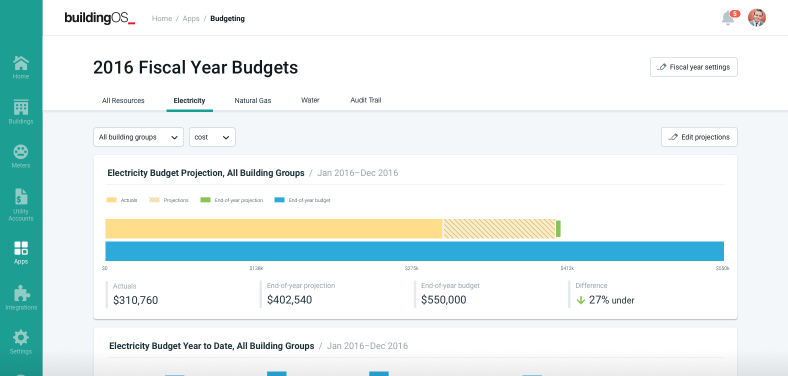 buildingOS_
Home / Apps / Budgeting
5
2016 Fiscal Year Budgets
Fiscal year settings
All Resources
Electricity
Natural Gas
Water
Audit Trail
All building groups
cost
Edit projections
Home
Buildings
Meters
Utility
Accounts
Apps
Integrations
Settings
Electricity Budget Projection, All Building Groups / Jan 2016–Dec 2016
Actuals
Projections
End-of-year projection
End-of-year budget
$0
$138k
$275k
$413k
$550k
Actuals
$310,760
End-of-year projection
$402,540
End-of-year budget
$550,000
Difference
27% under
Electricity Budget Year to Date, All Building Groups / Jan 2016–Dec 2016